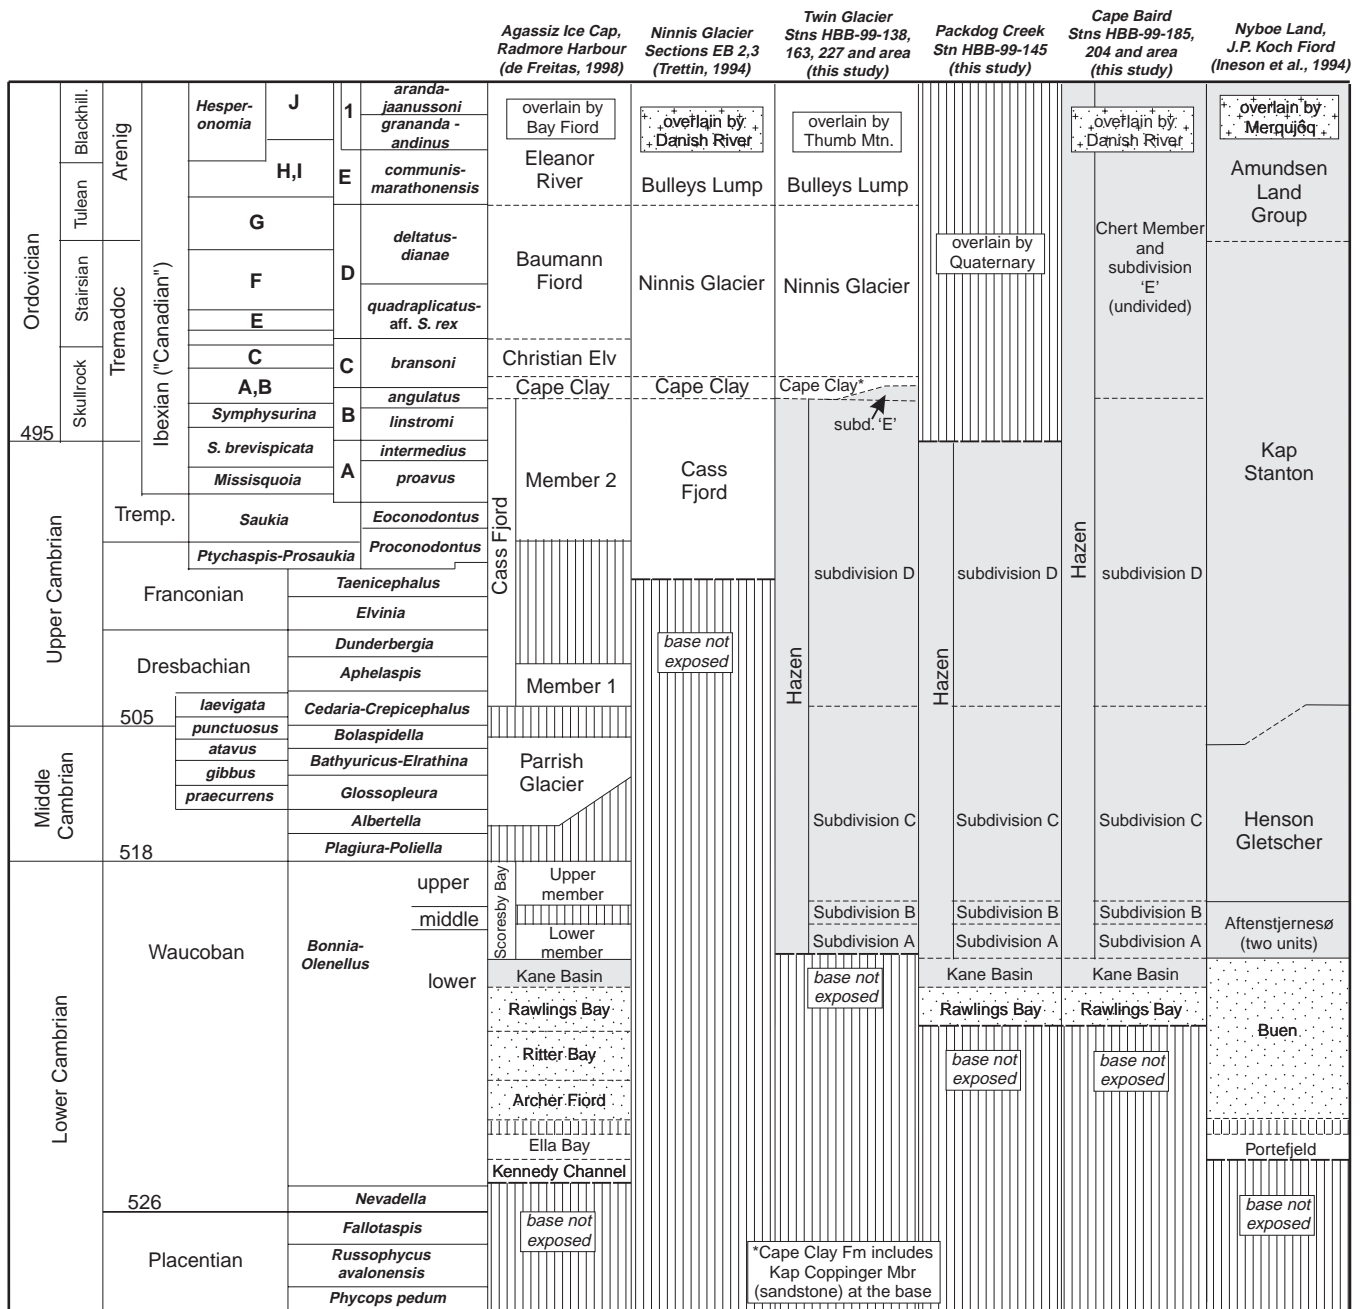 Agassiz Ice Cap,
Radmore Harbour
(de Freitas, 1998)
Ninnis Glacier
Sections EB 2,3
(Trettin, 1994)
Twin Glacier
Stns HBB-99-138,
163, 227 and area
(this study)
Packdog Creek
Stn HBB-99-145
(this study)
Cape Baird
Stns HBB-99-185,
204 and area
(this study)
Nyboe Land,
J.P. Koch Fiord
(Ineson et al., 1994)
Ordovician
495
Upper Cambrian
505
Middle
Cambrian
518
Lower Cambrian
526
Blackhill.
Tulean
Stairsian
Skullrock
Arenig
Tremadoc
Ibexian ("Canadian")
Tremp.
Franconian
Dresbachian
Waucoban
Placentian
Hesper-
onomia
J
H,I
G
F
E
C
A,B
Symphysurina
S. brevispicata
Missisquoia
Saukia
Ptychaspis-Prosaukia
Taenicephalus
Elvinia
Dunderbergia
Aphelaspis
Cedaria-Crepicephalus
Bolaspidella
Bathyuricus-Elrathina
Glossopleura
Albertella
Plagiura-Poliella
laevigata
punctuosus
atavus
gibbus
praecurrens
Bonnia-
Olenellus
upper
middle
lower
Nevadella
Fallotaspis
Russophycus
avalonensis
Phycops pedum
1
E
D
C
B
A
aranda-
jaanussoni
grananda -
andinus
communis-
marathonensis
deltatus-
dianae
quadraplicatus-
aff. S. rex
bransoni
angulatus
linstromi
intermedius
proavus
Eoconodontus
Proconodontus
overlain by
Bay Fiord
Eleanor
River
Baumann
Fiord
Christian Elv
Cape Clay
Cass Fjord
Member 2
Member 1
Parrish
Glacier
Scoresby Bay
Upper
member
Lower
member
Kane Basin
Rawlings Bay
Ritter Bay
Archer Fiord
Ella Bay
Kennedy Channel
base not
exposed
overlain by
Danish River
Bulleys Lump
Ninnis Glacier
Cape Clay
Cass
Fjord
base not
exposed
overlain by
Thumb Mtn.
Bulleys Lump
Ninnis Glacier
Cape Clay*
subd. 'E'
Hazen
subdivision D
Subdivision C
Subdivision B
Subdivision A
base not
exposed
*Cape Clay Fm includes
Kap Coppinger Mbr
(sandstone) at the base
overlain by
Quaternary
Hazen
subdivision D
Subdivision C
Subdivision B
Subdivision A
Kane Basin
Rawlings Bay
base not
exposed
overlain by
Danish River
Chert Member
and
subdivision
'E'
(undivided)
Hazen
subdivision D
Subdivision C
Subdivision B
Subdivision A
Kane Basin
Rawlings Bay
base not
exposed
overlain by
Merqujôq
Amundsen
Land
Group
Kap
Stanton
Henson
Gletscher
Aftenstjernesø
(two units)
Buen
Portefjeld
base not
exposed